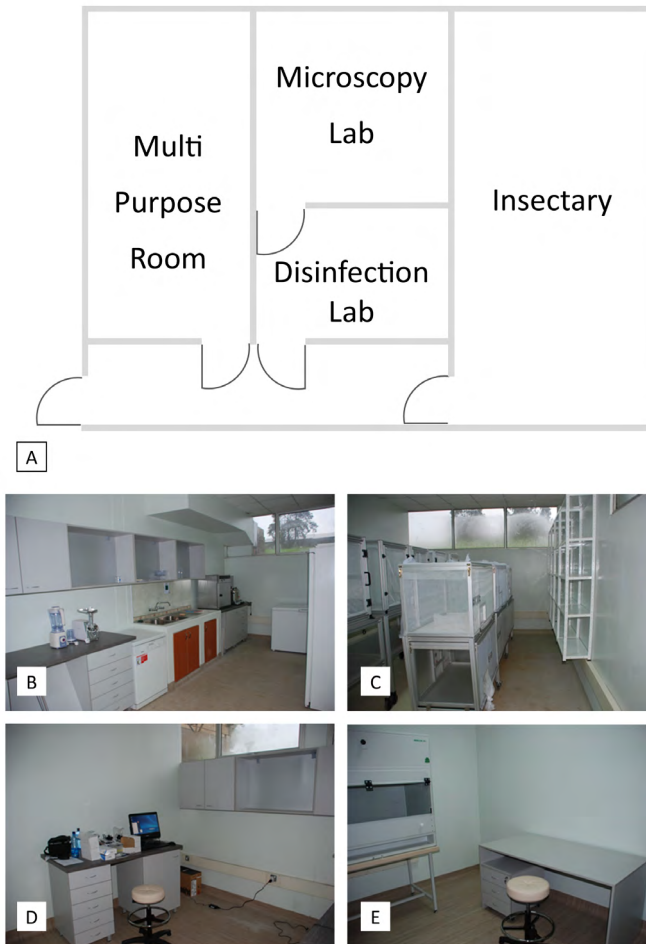 Multi
Purpose
Room
Microscopy
Lab
Disinfection
Lab
Insectary
A
B
C
D
E